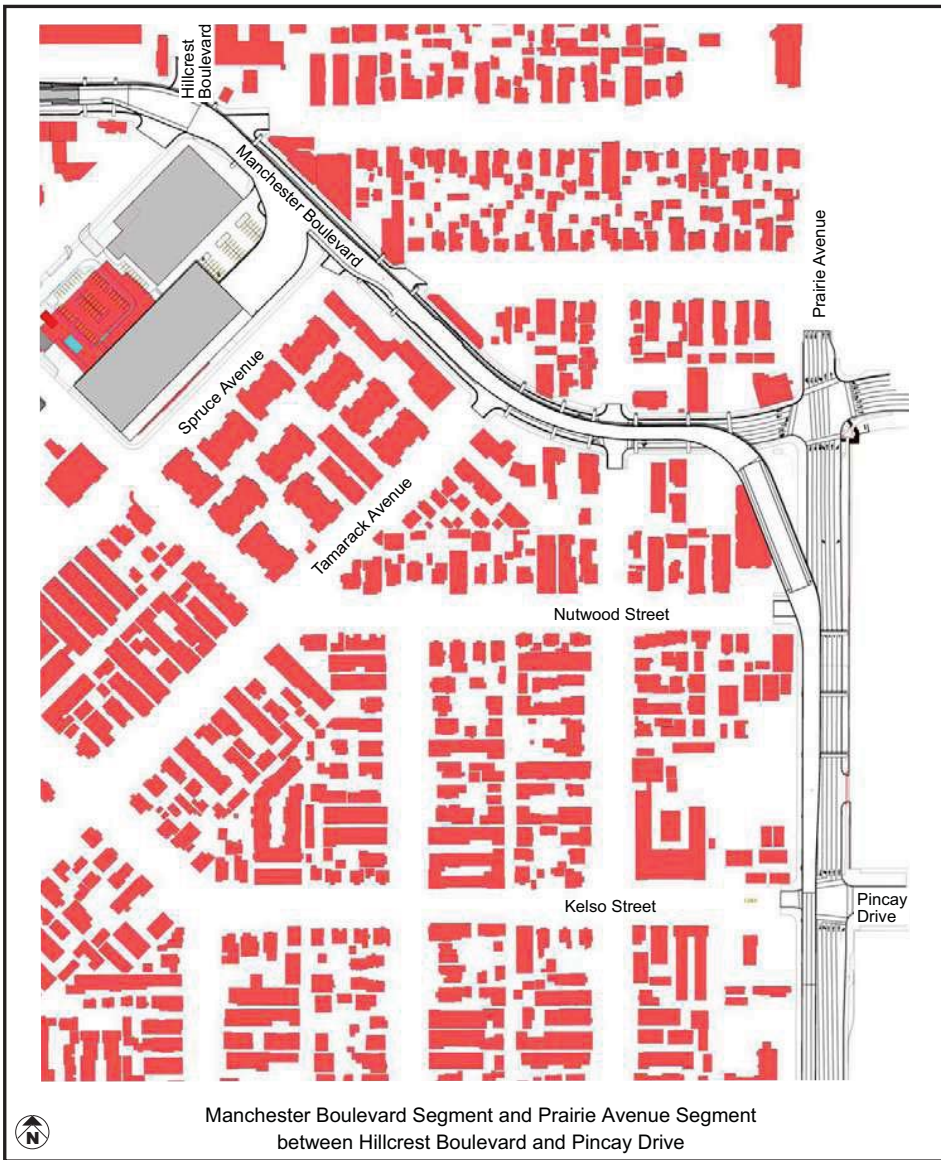 Hillcrest
Boulevard
Manchester Boulevard
Prairie Avenue
Spruce Avenue
Tamarack Avenue
Nutwood Street
Kelso Street
Pincay
Drive
N
Manchester Boulevard Segment and Prairie Avenue Segment
between Hillcrest Boulevard and Pincay Drive